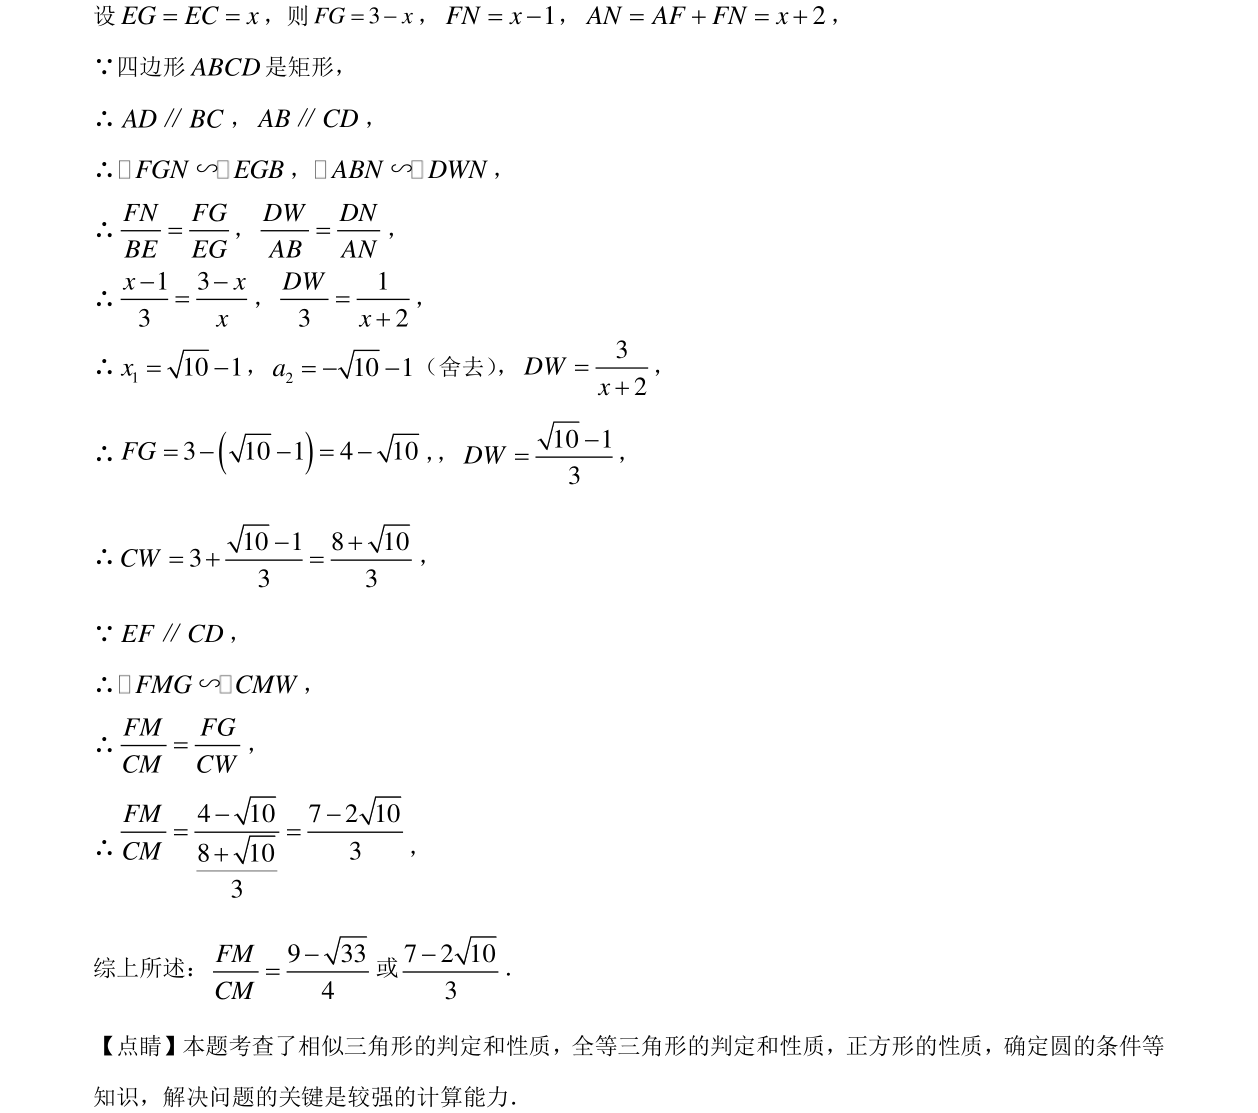 设 EG = EC = x，则 FG = 3 − x， FN = x − 1， AN = AF + FN = x + 2，
∵四边形 ABCD 是矩形，
∴ AD ∥ BC， AB ∥ CD，
∴□ FGN ∽□ EGB，□ ABN ∽□ DWN，
∴ FN/BE = FG/EG， DW/AB = DN/AN，
∴ (x−1)/3 = (3−x)/x， DW/3 = 1/(x+2)，
∴ x₁ = √10 − 1， a₂ = −√10 − 1（舍去）， DW = 3/(x+2)，
∴ FG = 3 − (√10 − 1) = 4 − √10，， DW = (√10 − 1)/3，
∴ CW = 3 + (√10 − 1)/3 = (8 + √10)/3，
∵ EF ∥ CD，
∴□ FMG ∽□ CMW，
∴ FM/CM = FG/CW，
∴ FM/CM = (4 − √10)/((8 + √10)/3) = (7 − 2√10)/3，
综上所述： FM/CM = (9 − √33)/4 或 (7 − 2√10)/3．
【点睛】本题考查了相似三角形的判定和性质，全等三角形的判定和性质，正方形的性质，确定圆的条件等
知识，解决问题的关键是较强的计算能力．